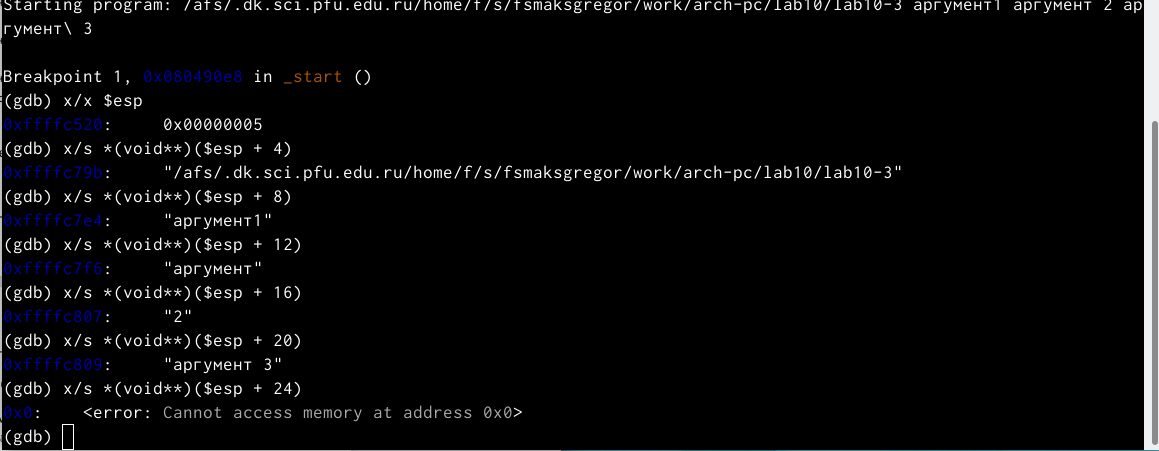 Starting program: /afs/.dk.sci.pfu.edu.ru/home/f/s/fsmaksgregor/work/arch-pc/lab10/lab10-3 аргумент1 аргумент 2 ар
гумент\ 3
Breakpoint 1, 0x080490e8 in _start ()
(gdb) x/x $esp
0xffffc520:     0x00000005
(gdb) x/s *(void**)($esp + 4)
0xffffc79b:     "/afs/.dk.sci.pfu.edu.ru/home/f/s/fsmaksgregor/work/arch-pc/lab10/lab10-3"
(gdb) x/s *(void**)($esp + 8)
0xffffc7e4:     "аргумент1"
(gdb) x/s *(void**)($esp + 12)
0xffffc7f6:     "аргумент"
(gdb) x/s *(void**)($esp + 16)
0xffffc807:     "2"
(gdb) x/s *(void**)($esp + 20)
0xffffc809:     "аргумент 3"
(gdb) x/s *(void**)($esp + 24)
0x0:    <error: Cannot access memory at address 0x0>
(gdb)